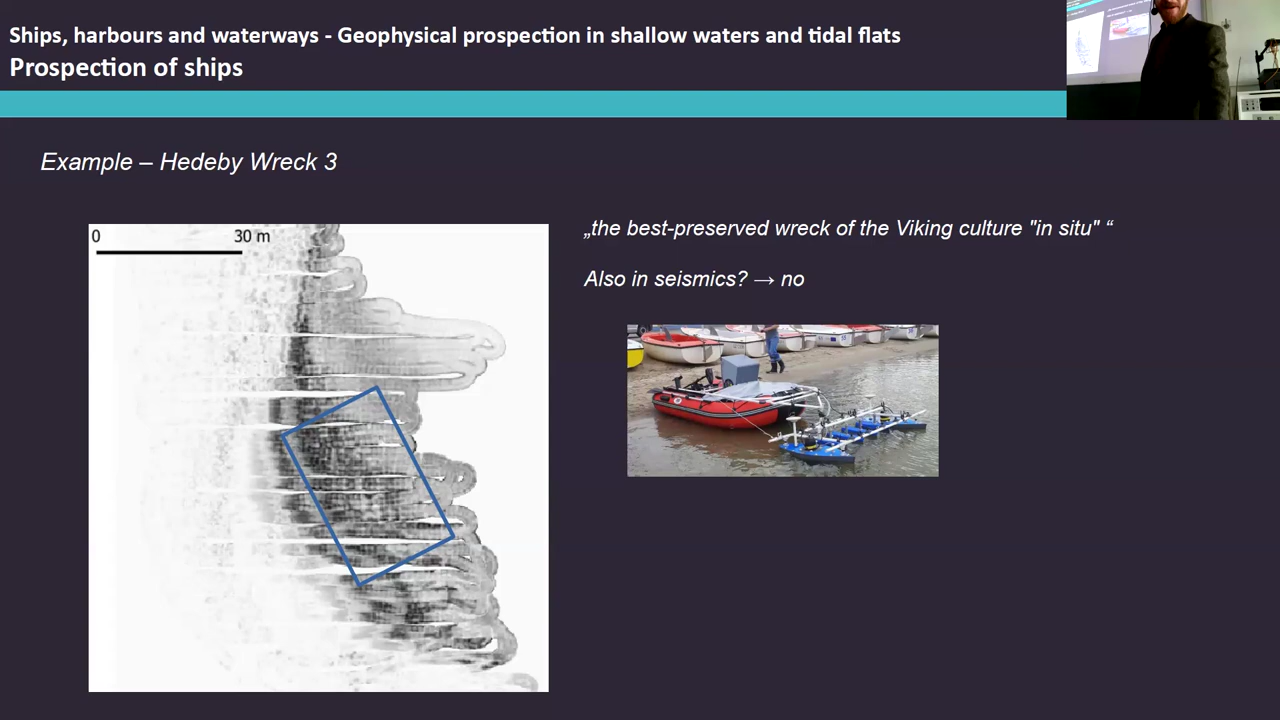 Ships, harbours and waterways - Geophysical prospection in shallow waters and tidal flats
Prospection of ships
Example – Hedeby Wreck 3
0 30 m
„the best-preserved wreck of the Viking culture "in situ" “
Also in seismics? → no